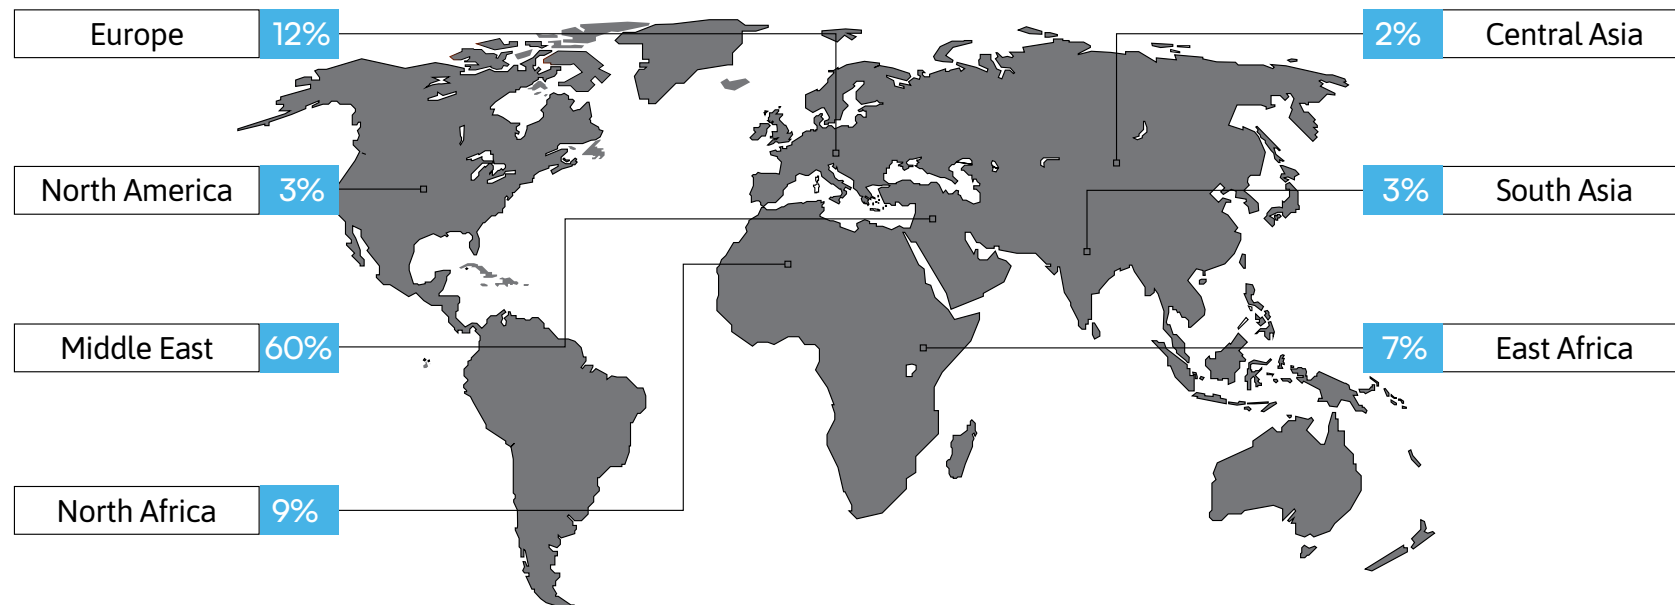 Europe 12%
North America 3%
Middle East 60%
North Africa 9%
2% Central Asia
3% South Asia
7% East Africa